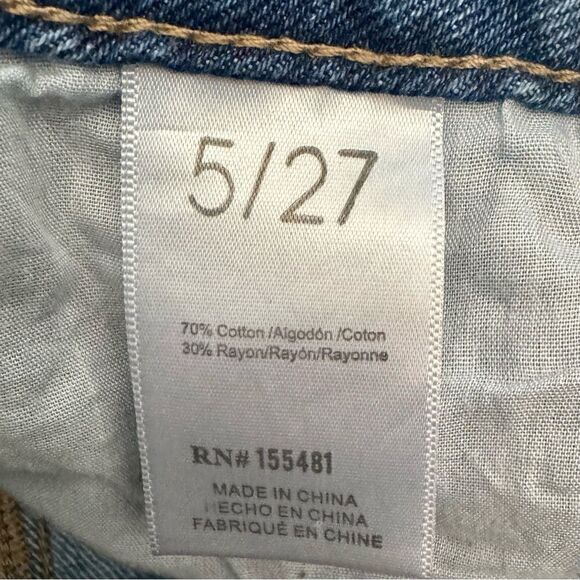 5/27
70% Cotton /Algodón /Coton
30% Rayon/Rayón/Rayonne
RN# 155481
MADE IN CHINA
HECHO EN CHINA
FABRIQUÉ EN CHINE